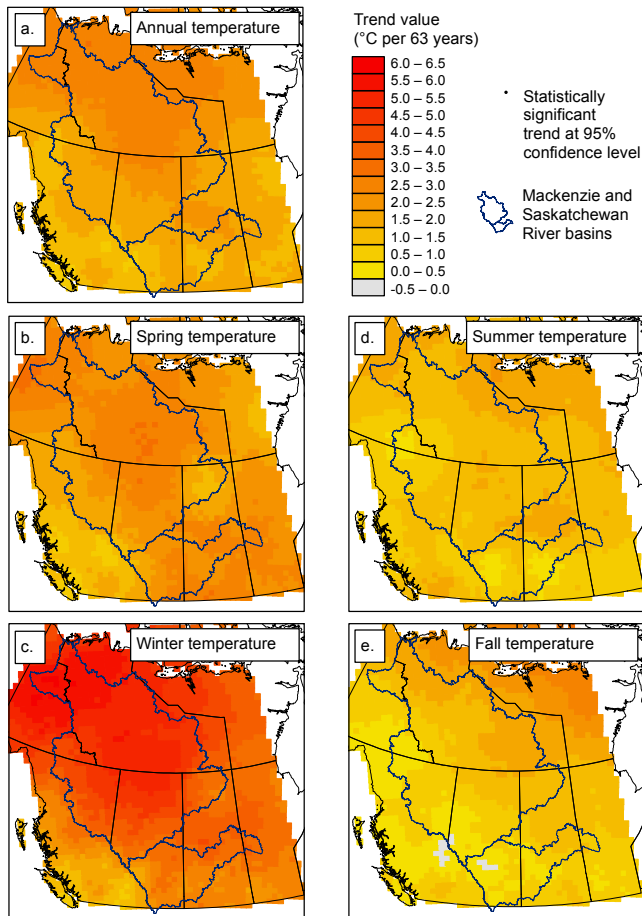 a.
Annual temperature
Trend value
(°C per 63 years)
6.0 – 6.5
5.5 – 6.0
5.0 – 5.5
4.5 – 5.0
4.0 – 4.5
3.5 – 4.0
3.0 – 3.5
2.5 – 3.0
2.0 – 2.5
1.5 – 2.0
1.0 – 1.5
0.0 – 0.5
-0.5 – 0.0
Statistically
significant
trend at 95%
confidence level
Mackenzie and
Saskatchewan
River basins
b.
Spring temperature
d.
Summer temperature
c.
Winter temperature
e.
Fall temperature